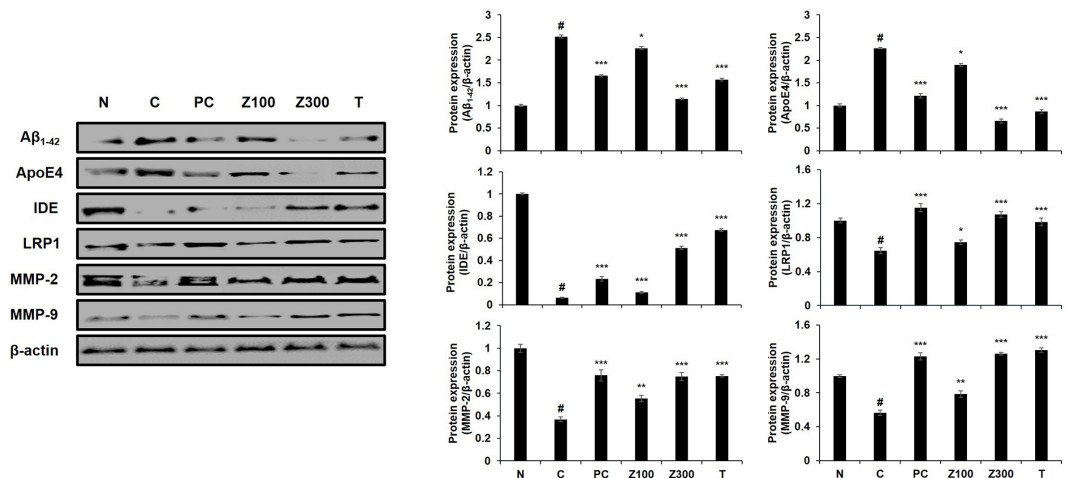 N C PC Z100 Z300 T
Aβ1-42
ApoE4
IDE
LRP1
MMP-2
MMP-9
β-actin
Protein expression
(Aβ1-42/β-actin)
3
2.5
2
1.5
1
0.5
0
# *** * *** ***
Protein expression
(ApoE4/β-actin)
3
2.5
2
1.5
1
0.5
0
# *** * *** ***
Protein expression
(IDE/β-actin)
1.2
1
0.8
0.6
0.4
0.2
0
# *** *** *** ***
Protein expression
(LRP1/β-actin)
1.6
1.2
0.8
0.4
0
# *** * *** ***
Protein expression
(MMP-2/β-actin)
1.2
1
0.8
0.6
0.4
0.2
0
# *** ** *** ***
N C PC Z100 Z300 T
Protein expression
(MMP-9/β-actin)
1.6
1.2
0.8
0.4
0
# *** ** *** ***
N C PC Z100 Z300 T